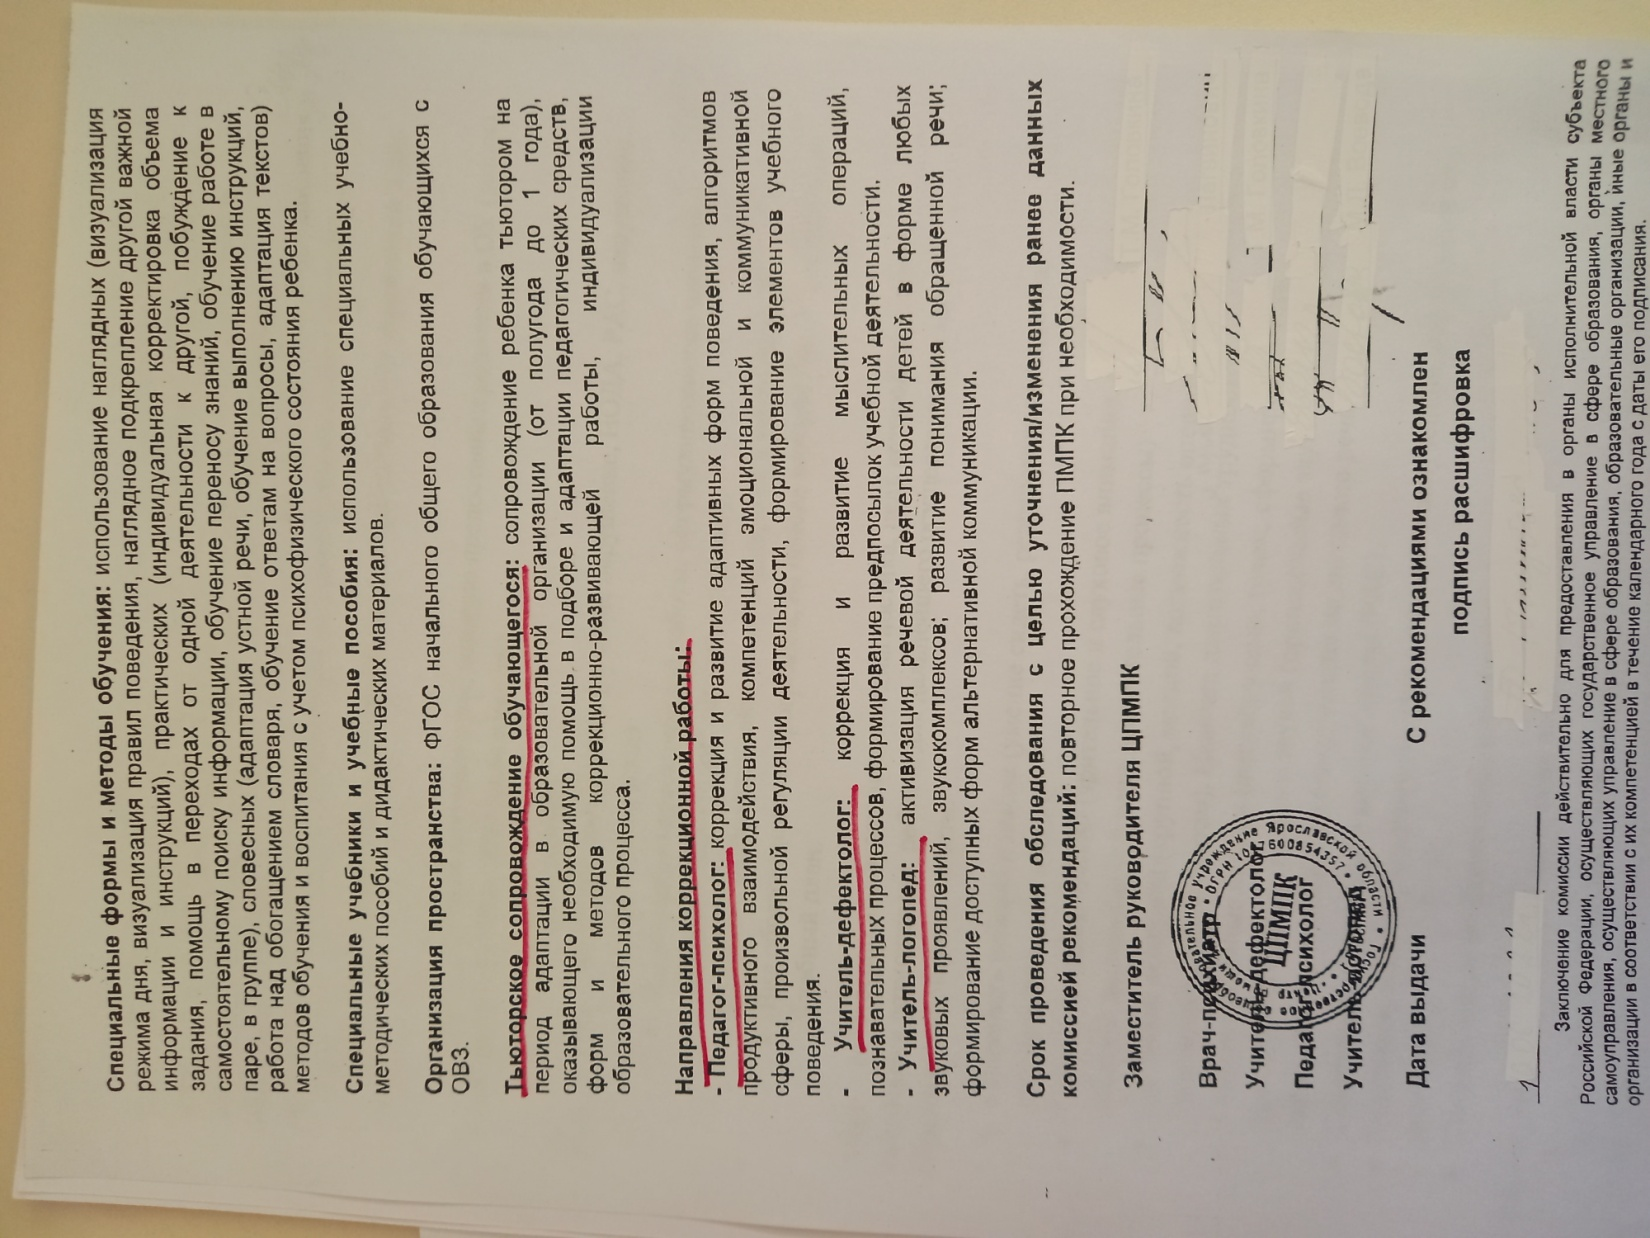 Специальные формы и методы обучения: использование наглядных (визуализация
режима дня, визуализация правил поведения, наглядное подкрепление другой важной
информации и инструкций), практических (индивидуальная корректировка объема
задания, помощь в переходах от одной деятельности к другой, побуждение к
самостоятельному поиску информации, обучение переносу знаний, обучение работе в
паре, в группе), словесных (адаптация устной речи, обучение выполнению инструкций,
работа над обогащением словаря, обучение ответам на вопросы, адаптация текстов)
методов обучения и воспитания с учетом психофизического состояния ребенка.
Специальные учебники и учебные пособия: использование специальных учебно-
методических пособий и дидактических материалов.
Организация пространства: ФГОС начального общего образования обучающихся с
ОВЗ.
Тьюторское сопровождение обучающегося: сопровождение ребенка тьютором на
период адаптации в образовательной организации (от полугода до 1 года),
оказывающего необходимую помощь в подборе и адаптации педагогических средств,
форм и методов коррекционно-развивающей работы, индивидуализации
образовательного процесса.
Направления коррекционной работы:
- Педагог-психолог: коррекция и развитие адаптивных форм поведения, алгоритмов
продуктивного взаимодействия, компетенций эмоциональной и коммуникативной
сферы, произвольной регуляции деятельности, формирование элементов учебного
поведения.
- Учитель-дефектолог: коррекция и развитие мыслительных операций,
познавательных процессов, формирование предпосылок учебной деятельности.
- Учитель-логопед: активизация речевой деятельности детей в форме любых
звуковых проявлений, звукокомплексов; развитие понимания обращенной речи;
формирование доступных форм альтернативной коммуникации.
Срок проведения обследования с целью уточнения/изменения ранее данных
комиссией рекомендаций: повторное прохождение ПМПК при необходимости.
Заместитель руководителя ЦПМПК
Врач-психиатр
Учитель-дефектолог
Педагог-психолог
Учитель-логопед
ЦПМПК
Ярославской области
ОГРН
Дата выдачи
С рекомендациями ознакомлен
подпись расшифровка
Заключение комиссии действительно для предоставления в органы исполнительной власти субъекта
Российской Федерации, осуществляющих государственное управление в сфере образования, органы местного
самоуправления, осуществляющих управление в сфере образования, образовательные организации, иные органы и
организации в соответствии с их компетенцией в течение календарного года с даты его подписания.